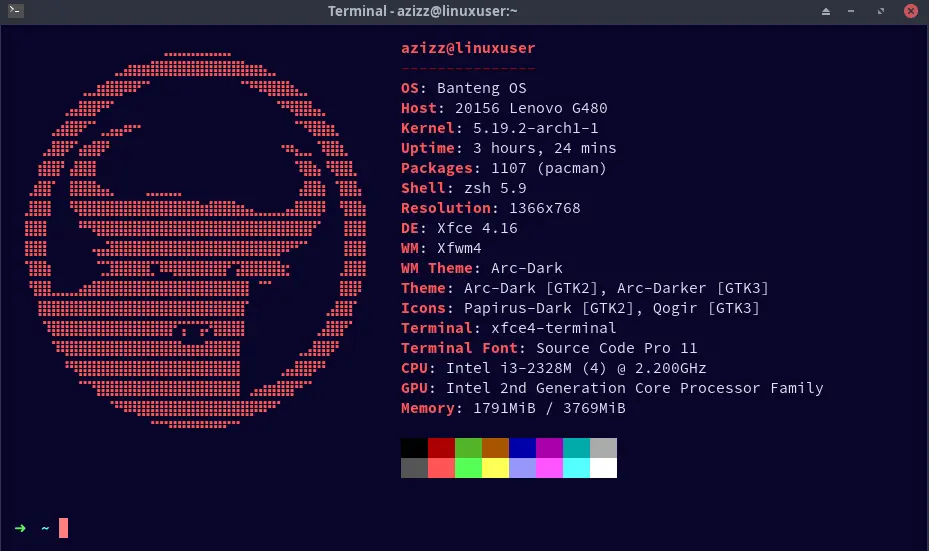 Terminal - azizz@linuxuser:~
azizz@linuxuser
---------------
OS: Banteng OS
Host: 20156 Lenovo G480
Kernel: 5.19.2-arch1-1
Uptime: 3 hours, 24 mins
Packages: 1107 (pacman)
Shell: zsh 5.9
Resolution: 1366x768
DE: Xfce 4.16
WM: Xfwm4
WM Theme: Arc-Dark
Theme: Arc-Dark [GTK2], Arc-Darker [GTK3]
Icons: Papirus-Dark [GTK2], Qogir [GTK3]
Terminal: xfce4-terminal
Terminal Font: Source Code Pro 11
CPU: Intel i3-2328M (4) @ 2.200GHz
GPU: Intel 2nd Generation Core Processor Family
Memory: 1791MiB / 3769MiB
➜ ~